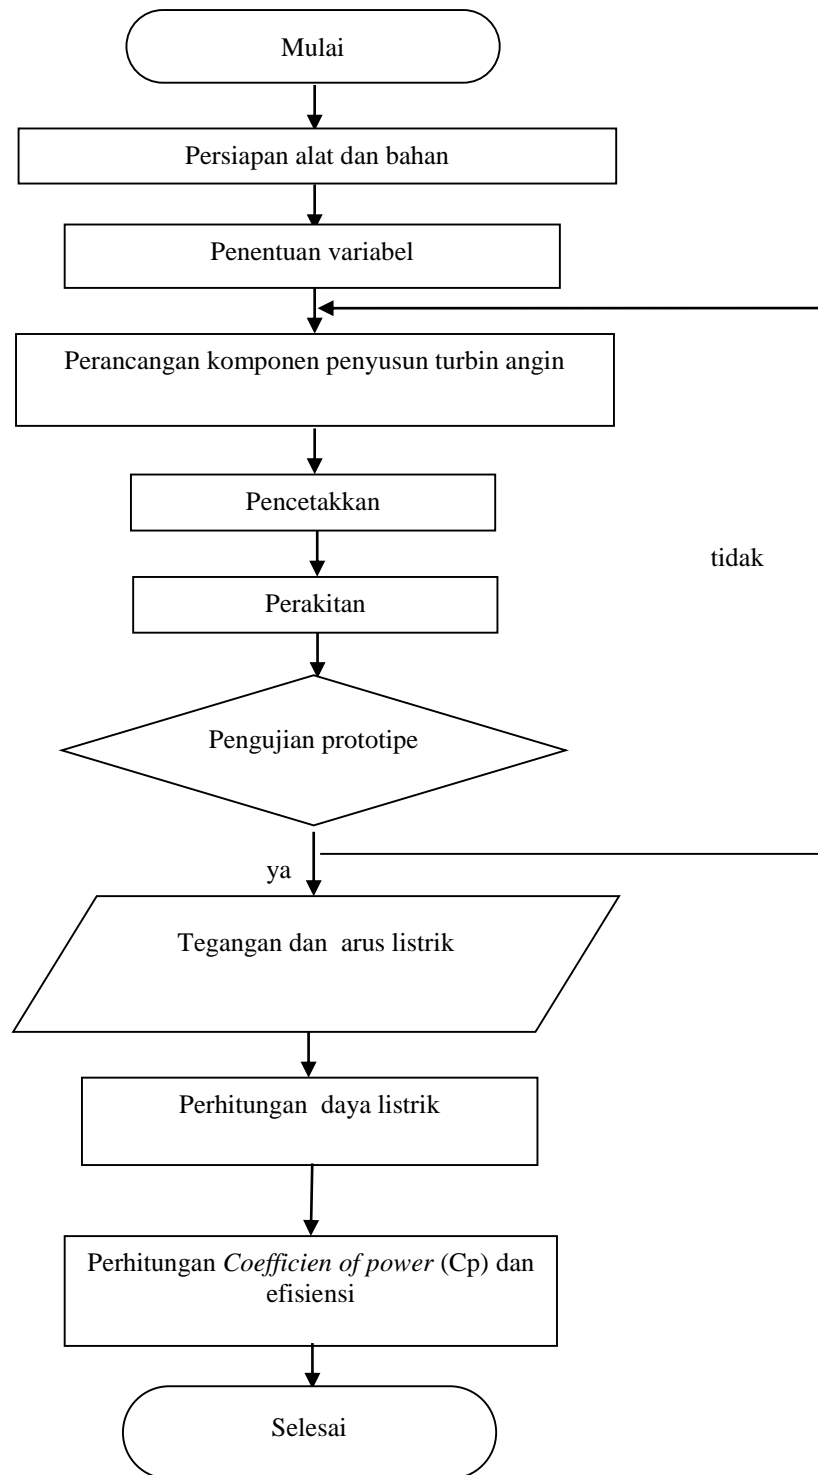 Mulai
Persiapan alat dan bahan
Penentuan variabel
Perancangan komponen penyusun turbin angin
Pencetakkan
tidak
Perakitan
Pengujian prototipe
ya
Tegangan dan  arus listrik
Perhitungan  daya listrik
Perhitungan Coefficien of power (Cp) dan
efisiensi
Selesai